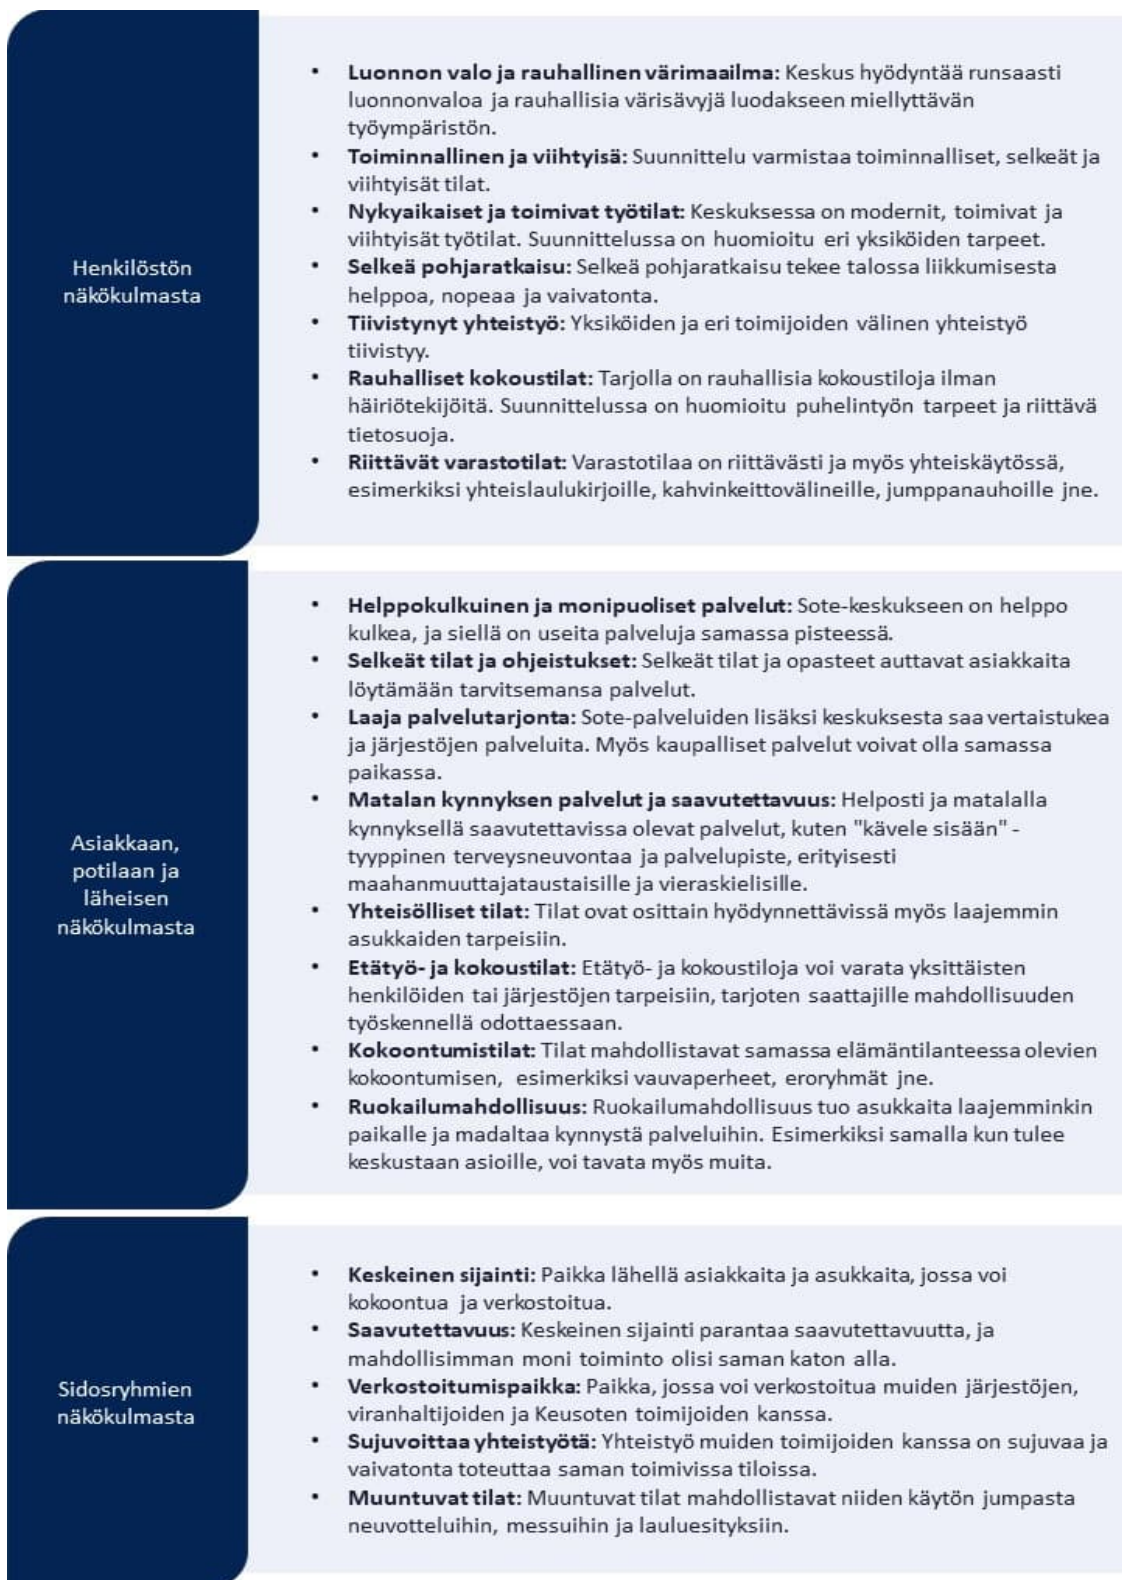 Henkilöstön
näkökulmasta
• Luonnon valo ja rauhallinen värimaailma: Keskus hyödyntää runsaasti
luonnonvaloa ja rauhallisia värisävyjä luodakseen miellyttävän
työympäristön.
• Toiminnallinen ja viihtyisä: Suunnittelu varmistaa toiminnalliset, selkeät ja
viihtyisät tilat.
• Nykyaikaiset ja toimivat työtilat: Keskuksessa on modernit, toimivat ja
viihtyisät työtilat. Suunnittelussa on huomioitu eri yksiköiden tarpeet.
• Selkeä pohjaratkaisu: Selkeä pohjaratkaisu tekee talossa liikkumisesta
helppoa, nopeaa ja vaivatonta.
• Tiivistynyt yhteistyö: Yksiköiden ja eri toimijoiden välinen yhteistyö
tiivistyy.
• Rauhalliset kokoustilat: Tarjolla on rauhallisia kokoustiloja ilman
häiriötekijöitä. Suunnittelussa on huomioitu puhelintyön tarpeet ja riittävä
tietosuoja.
• Riittävät varastotilat: Varastotilaa on riittävästi ja myös yhteiskäytössä,
esimerkiksi yhteislaulukirjoille, kahvinkeittovälineille, jumppanauhoille jne.
Asiakkaan,
potilaan ja
läheisen
näkökulmasta
• Helppokulkuinen ja monipuoliset palvelut: Sote-keskukseen on helppo
kulkea, ja siellä on useita palveluja samassa pisteessä.
• Selkeät tilat ja ohjeistukset: Selkeät tilat ja opasteet auttavat asiakkaita
löytämään tarvitsemansa palvelut.
• Laaja palvelutarjonta: Sote-palveluiden lisäksi keskuksesta saa vertaistukea
ja järjestöjen palveluita. Myös kaupalliset palvelut voivat olla samassa
paikassa.
• Matalan kynnyksen palvelut ja saavutettavuus: Helposti ja matalalla
kynnyksellä saavutettavissa olevat palvelut, kuten "kävele sisään" -
tyyppinen terveysneuvontaa ja palvelupiste, erityisesti
maahanmuuttajataustaisille ja vieraskielisille.
• Yhteisölliset tilat: Tilat ovat osittain hyödynnettävissä myös laajemmin
asukkaiden tarpeisiin.
• Etätyö- ja kokoustilat: Etätyö- ja kokoustiloja voi varata yksittäisten
henkilöiden tai järjestöjen tarpeisiin, tarjoten saattajille mahdollisuuden
työskennellä odottaessaan.
• Kokoontumistilat: Tilat mahdollistavat samassa elämäntilanteessa olevien
kokoontumisen, esimerkiksi vauvaperheet, eroryhmät jne.
• Ruokailumahdollisuus: Ruokailumahdollisuus tuo asukkaita laajemminkin
paikalle ja madaltaa kynnystä palveluihin. Esimerkiksi samalla kun tulee
keskustaan asioille, voi tavata myös muita.
Sidosryhmien
näkökulmasta
• Keskeinen sijainti: Paikka lähellä asiakkaita ja asukkaita, jossa voi
kokoontua ja verkostoitua.
• Saavutettavuus: Keskeinen sijainti parantaa saavutettavuutta, ja
mahdollisimman moni toiminto olisi saman katon alla.
• Verkostoitumispaikka: Paikka, jossa voi verkostoitua muiden järjestöjen,
viranhaltijoiden ja Keusoten toimijoiden kanssa.
• Sujuvoittaa yhteistyötä: Yhteistyö muiden toimijoiden kanssa on sujuvaa ja
vaivatonta toteuttaa saman toimivissa tiloissa.
• Muuntuvat tilat: Muuntuvat tilat mahdollistavat niiden käytön jumpasta
neuvotteluihin, messuihin ja lauluesityksiin.